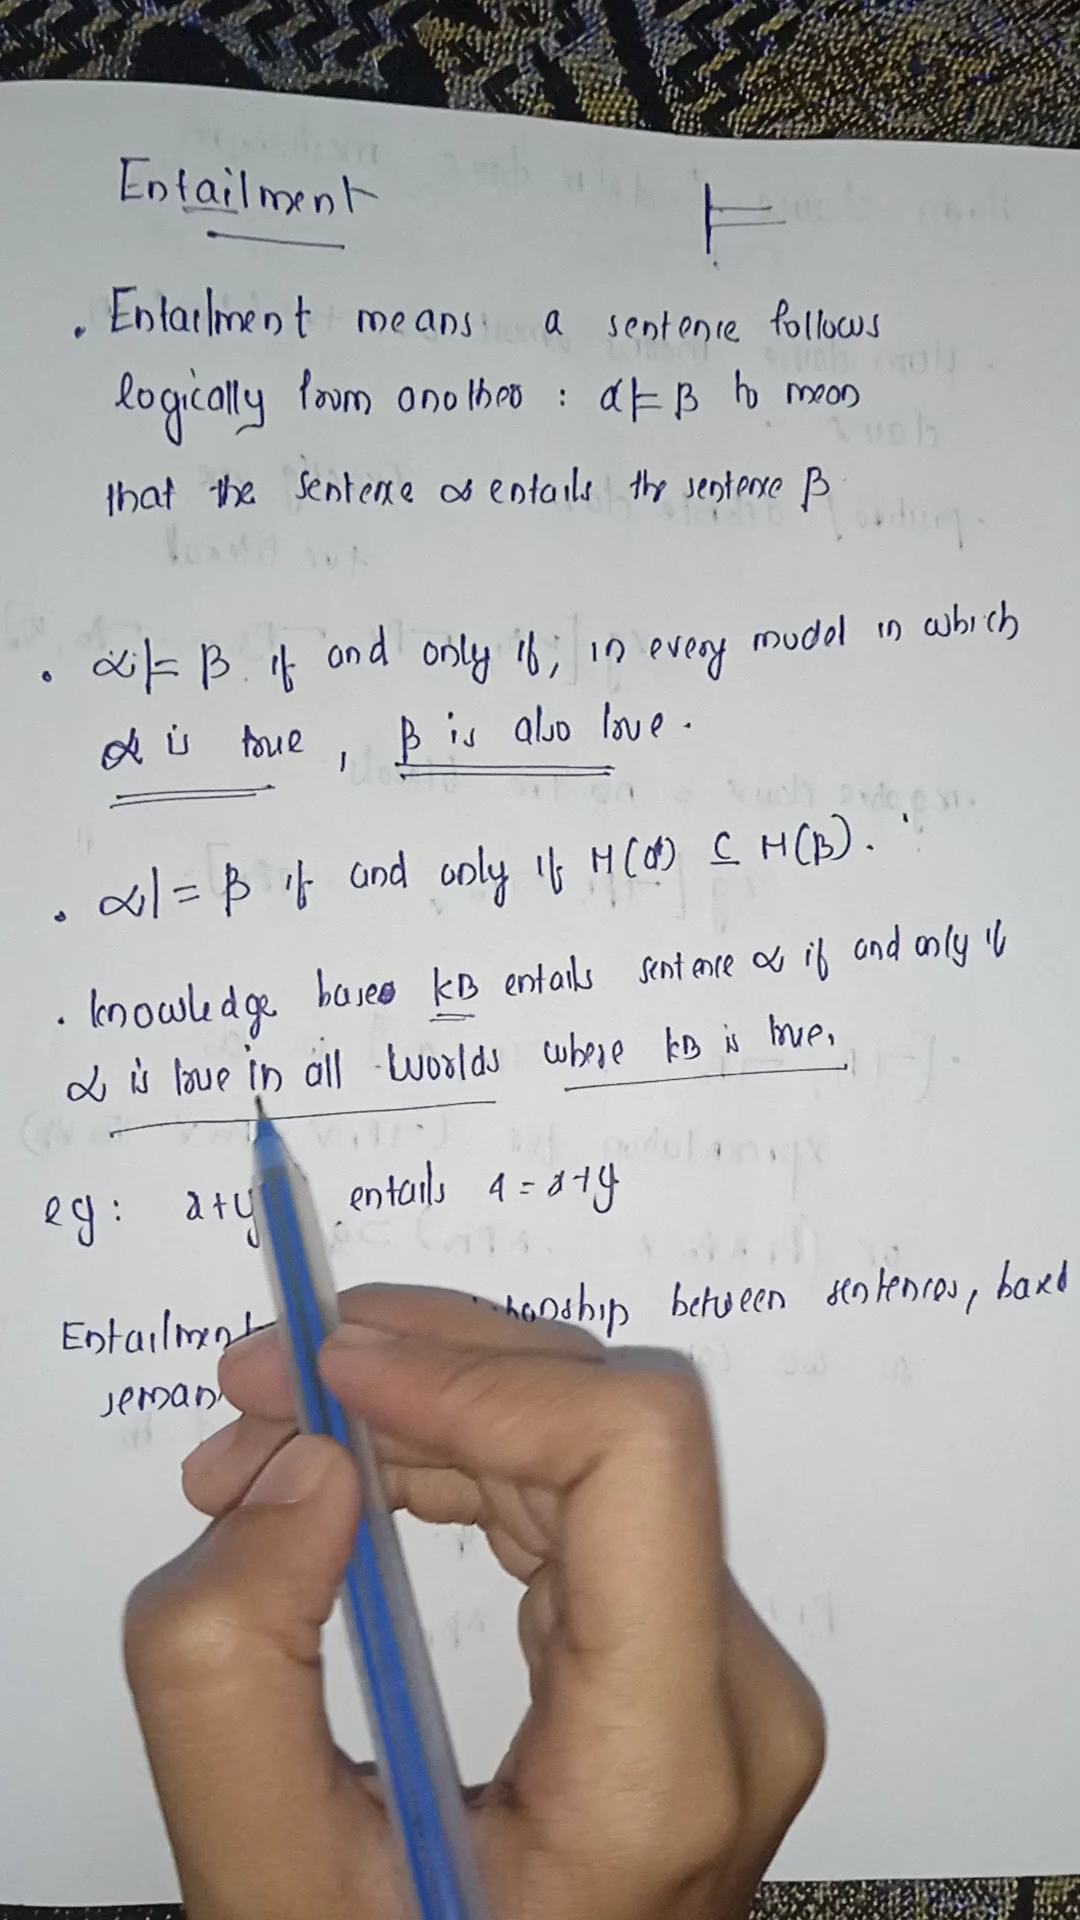 Entailment ⊨
. Entailment means a sentence follows
logically from another : α ⊨ β to mean
that the sentence α entails the sentence β
. α ⊨ β if and only if, in every model in which
α is true, β is also true.
. α |= β if and only if M(α) ⊆ M(β).
. knowledge base KB entails sentence α if and only if
α is true in all worlds where KB is true.
eg: x+y entails 4 = x+y
Entailment between sentences, based